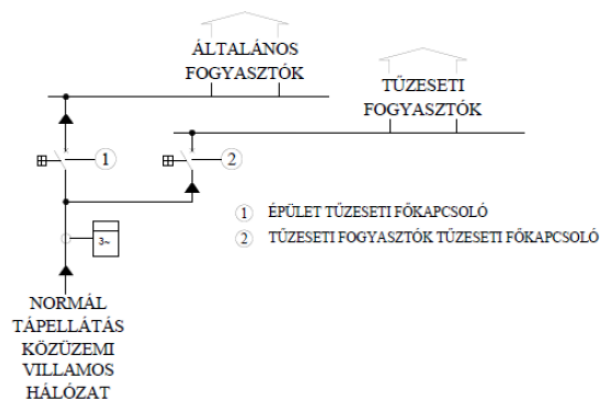 ÁLTALÁNOS
FOGYASZTÓK
TŰZESETI
FOGYASZTÓK
1
2
1 ÉPÜLET TŰZESETI FŐKAPCSOLÓ
2 TŰZESETI FOGYASZTÓK TŰZESETI FŐKAPCSOLÓ
3~
NORMÁL
TÁPELLÁTÁS
KÖZÜZEMI
VILLAMOS
HÁLÓZAT